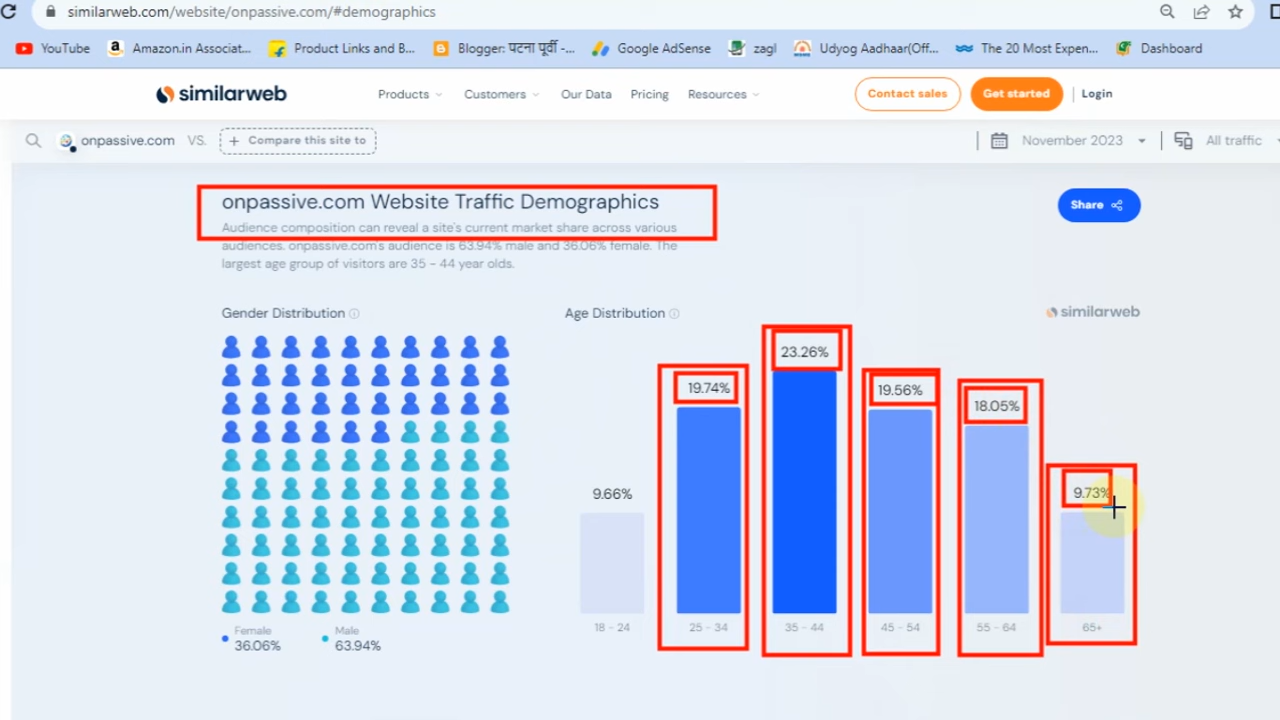 similarweb.com/website/onpassive.com/#demographics
YouTube Amazon.in Associat... Product Links and B... Blogger: पटना पूर्वी -... Google AdSense zagl Udyog Aadhaar(Off... The 20 Most Expen... Dashboard
similarweb Products Customers Our Data Pricing Resources Contact sales Get started Login
onpassive.com VS. + Compare this site to November 2023 All traffic
onpassive.com Website Traffic Demographics
Share
Audience composition can reveal a site's current market share across various
audiences. onpassive.com's audience is 63.94% male and 36.06% female. The
largest age group of visitors are 35 - 44 year olds.
Gender Distribution
Female
36.06%
Male
63.94%
Age Distribution
similarweb
9.66% 19.74% 23.26% 19.56% 18.05% 9.73%
18 - 24 25 - 34 35 - 44 45 - 54 55 - 64 65+